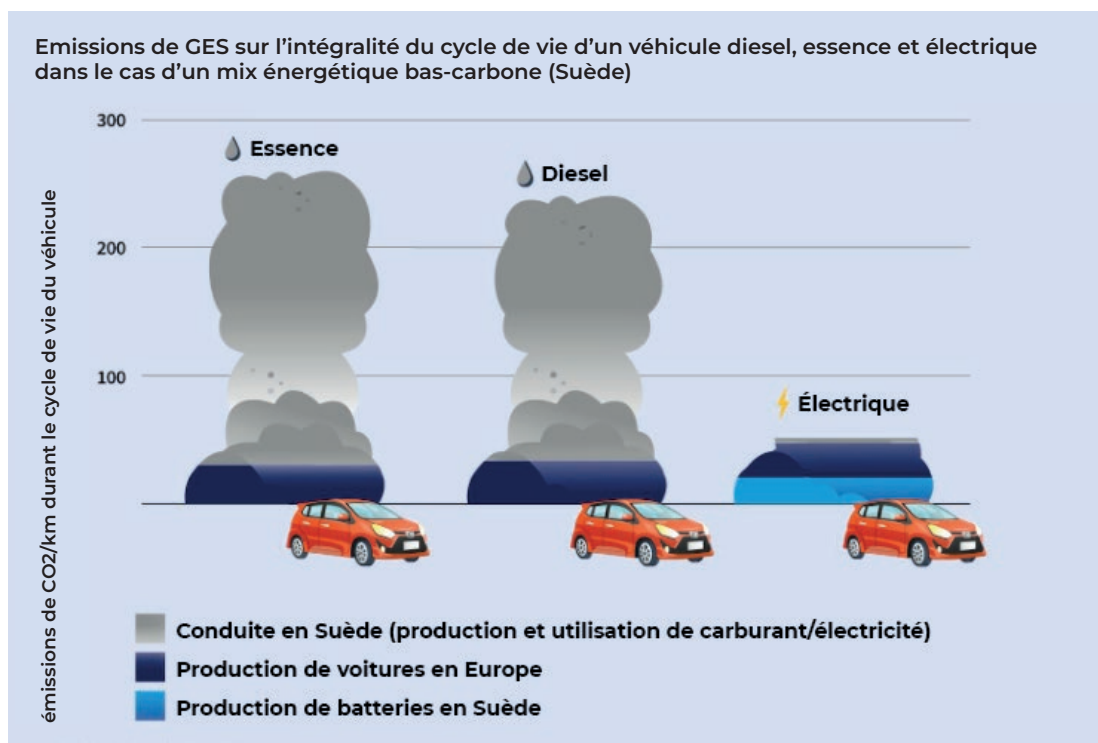 Emissions de GES sur l'intégralité du cycle de vie d'un véhicule diesel, essence et électrique
dans le cas d'un mix énergétique bas-carbone (Suède)
émissions de CO2/km durant le cycle de vie du véhicule
300
200
100
Essence
Diesel
Électrique
Conduite en Suède (production et utilisation de carburant/électricité)
Production de voitures en Europe
Production de batteries en Suède